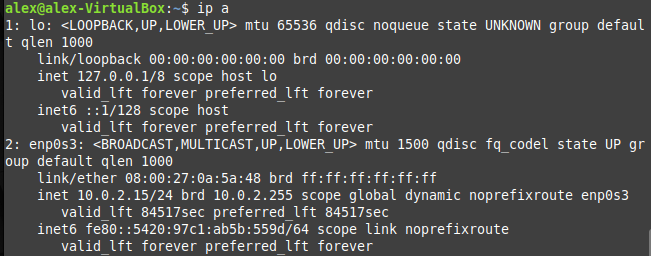 alex@alex-VirtualBox:~$ ip a
1: lo: <LOOPBACK,UP,LOWER_UP> mtu 65536 qdisc noqueue state UNKNOWN group defaul
t qlen 1000
    link/loopback 00:00:00:00:00:00 brd 00:00:00:00:00:00
    inet 127.0.0.1/8 scope host lo
       valid_lft forever preferred_lft forever
    inet6 ::1/128 scope host
       valid_lft forever preferred_lft forever
2: enp0s3: <BROADCAST,MULTICAST,UP,LOWER_UP> mtu 1500 qdisc fq_codel state UP gr
oup default qlen 1000
    link/ether 08:00:27:0a:5a:48 brd ff:ff:ff:ff:ff:ff
    inet 10.0.2.15/24 brd 10.0.2.255 scope global dynamic noprefixroute enp0s3
       valid_lft 84517sec preferred_lft 84517sec
    inet6 fe80::5420:97c1:ab5b:559d/64 scope link noprefixroute
       valid_lft forever preferred_lft forever